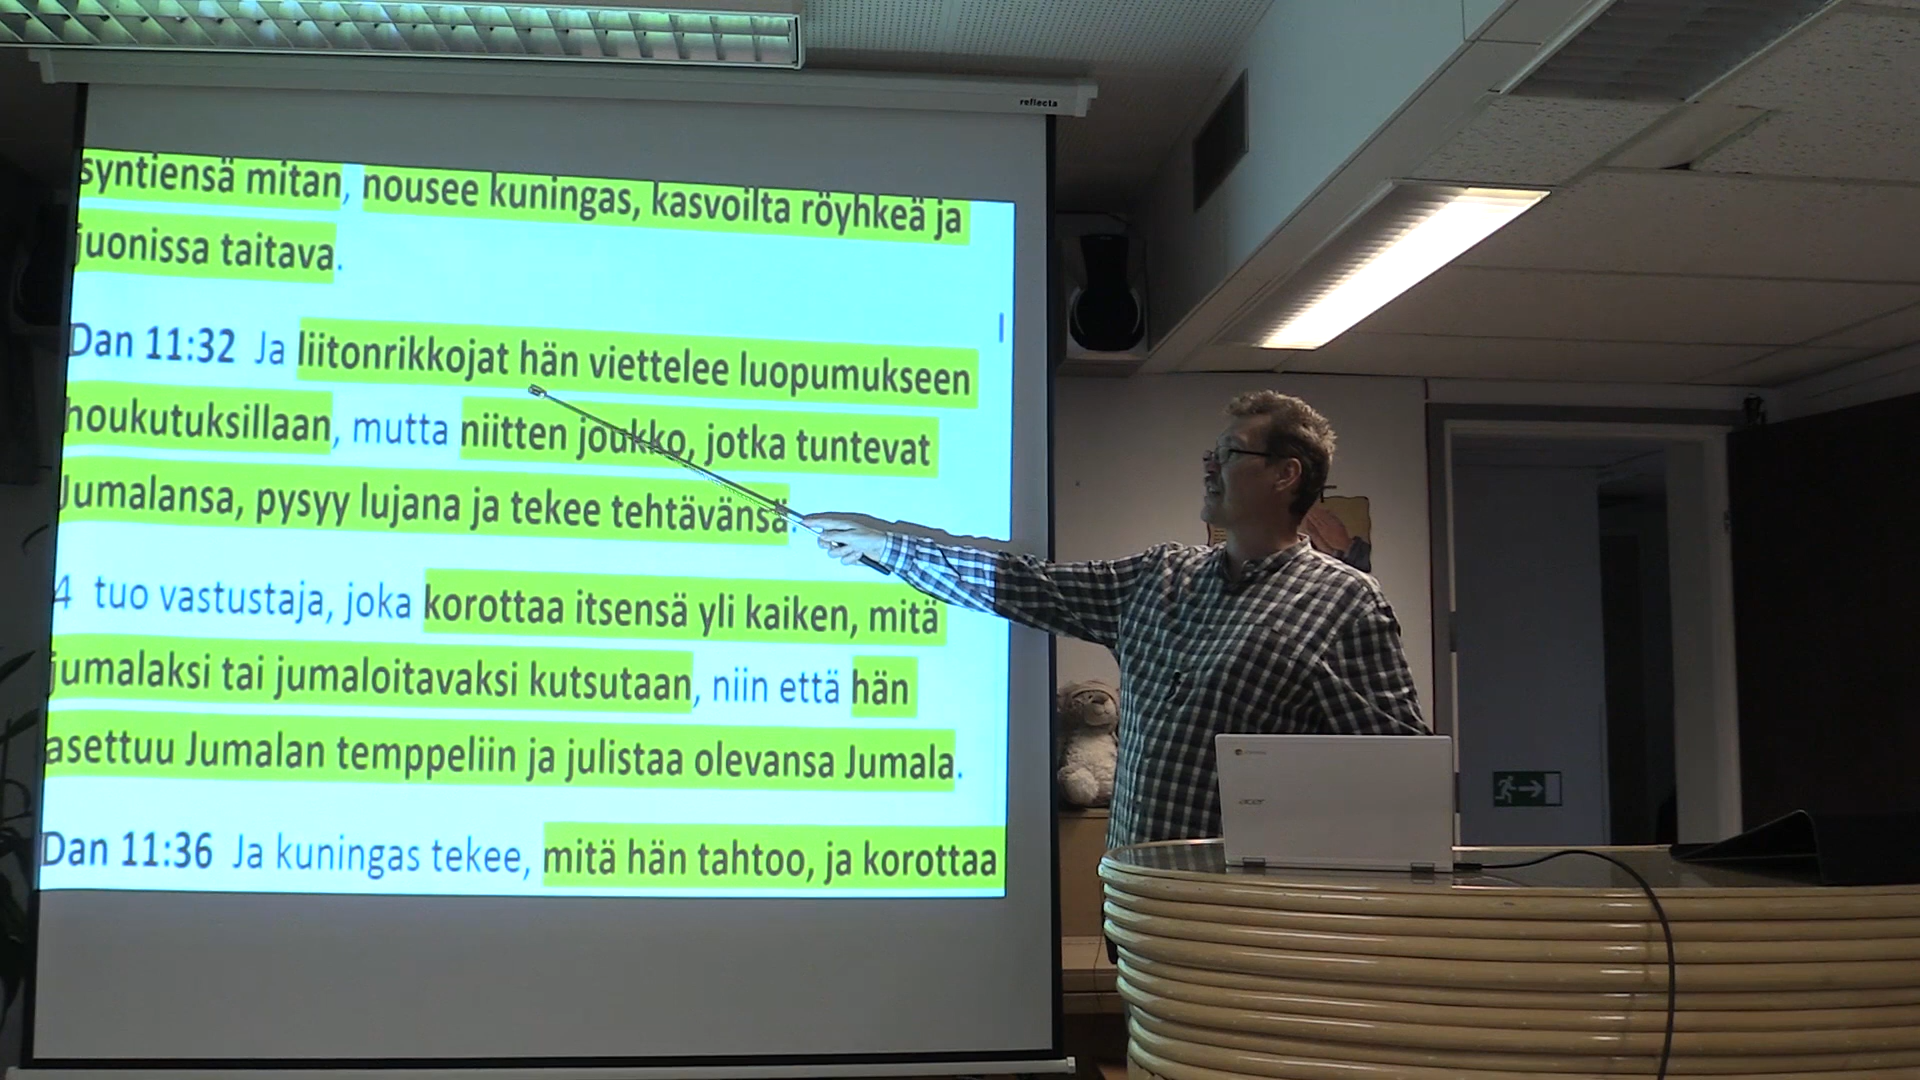 reflecta
syntiensä mitan, nousee kuningas, kasvoilta röyhkeä ja
juonissa taitava.
Dan 11:32 Ja liitonrikkojat hän viettelee luopumukseen
houkutuksillaan, mutta niitten joukko, jotka tuntevat
Jumalansa, pysyy lujana ja tekee tehtävänsä.
4 tuo vastustaja, joka korottaa itsensä yli kaiken, mitä
jumalaksi tai jumaloitavaksi kutsutaan, niin että hän
asettuu Jumalan temppeliin ja julistaa olevansa Jumala.
Dan 11:36 Ja kuningas tekee, mitä hän tahtoo, ja korottaa
acer